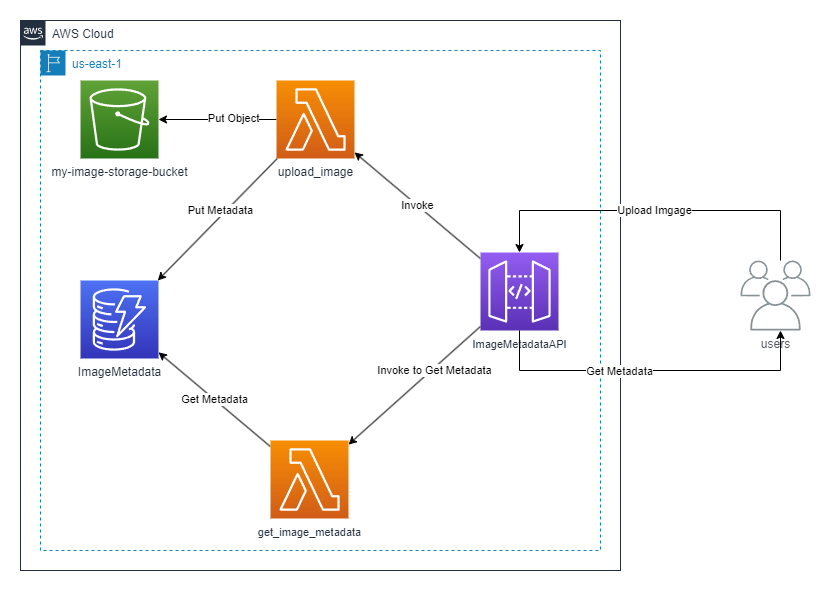 aws
AWS Cloud
us-east-1
Put Object
my-image-storage-bucket
upload_image
Put Metadata
Invoke
Upload Imgage
</>
ImageMetadataAPI
users
ImageMetadata
Invoke to Get Metadata
Get Metadata
Get Metadata
get_image_metadata